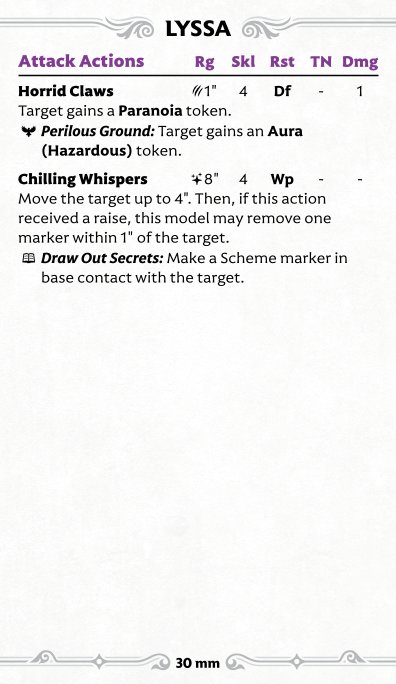 LYSSA
Attack Actions Rg Skl Rst TN Dmg
Horrid Claws 1" 4 Df - 1
Target gains a Paranoia token.
Perilous Ground: Target gains an Aura
(Hazardous) token.
Chilling Whispers 8" 4 Wp - -
Move the target up to 4". Then, if this action
received a raise, this model may remove one
marker within 1" of the target.
Draw Out Secrets: Make a Scheme marker in
base contact with the target.
30 mm